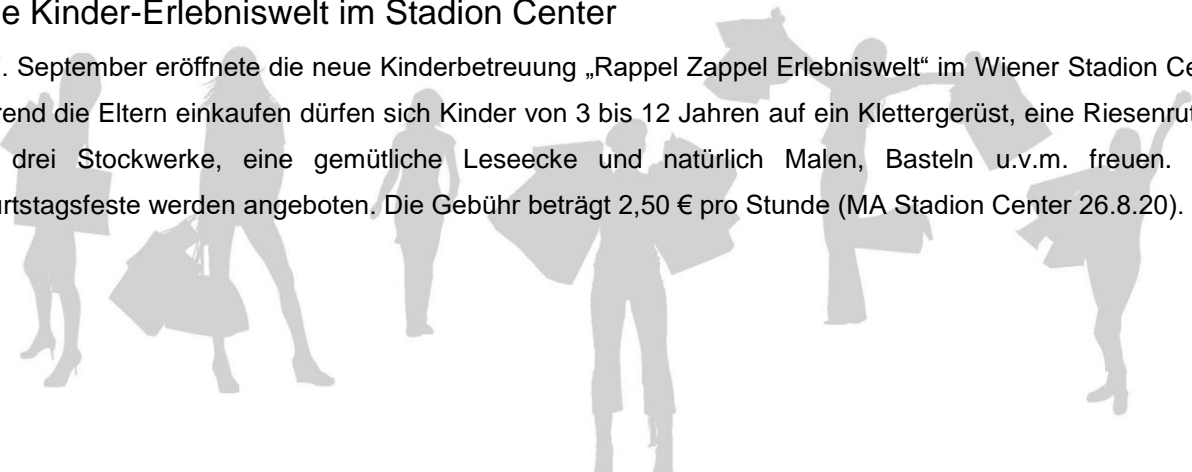 e Kinder-Erlebniswelt im Stadion Center
. September eröffnete die neue Kinderbetreuung „Rappel Zappel Erlebniswelt“ im Wiener Stadion Ce
rend die Eltern einkaufen dürfen sich Kinder von 3 bis 12 Jahren auf ein Klettergerüst, eine Riesenrut
drei Stockwerke, eine gemütliche Leseecke und natürlich Malen, Basteln u.v.m. freuen.
urtstagsfeste werden angeboten. Die Gebühr beträgt 2,50 € pro Stunde (MA Stadion Center 26.8.20).